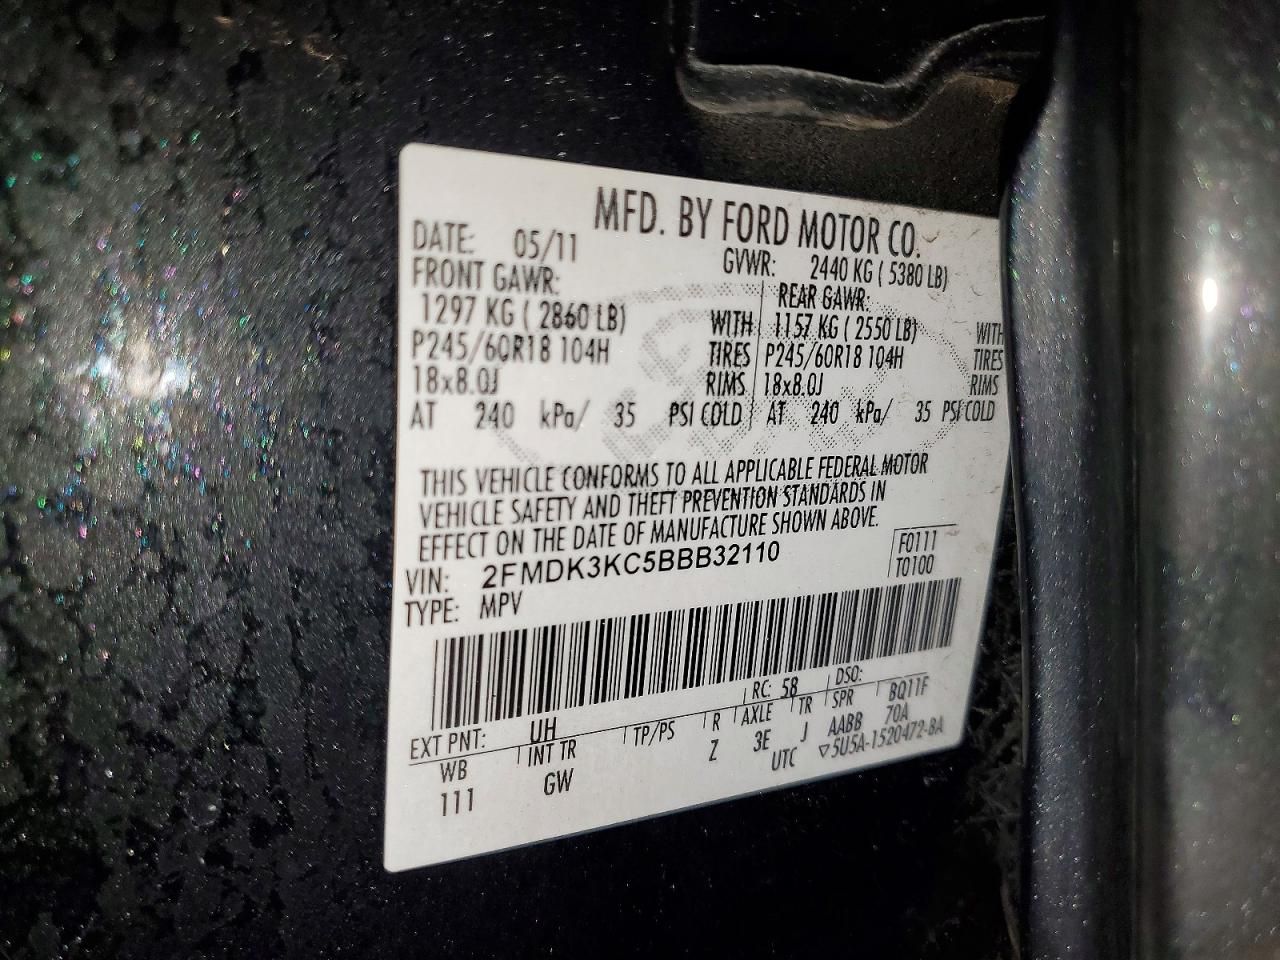 MFD. BY FORD MOTOR CO.
DATE: 05/11 GVWR: 2440 KG ( 5380 LB)
FRONT GAWR: REAR GAWR:
1297 KG ( 2860 LB) WITH 1157 KG ( 2550 LB) WITH
P245/60R18 104H TIRES P245/60R18 104H TIRES
18x8.0J RIMS 18x8.0J RIMS
AT 240 kPa/ 35 PSI COLD AT 240 kPa/ 35 PSI COLD
THIS VEHICLE CONFORMS TO ALL APPLICABLE FEDERAL MOTOR
VEHICLE SAFETY AND THEFT PREVENTION STANDARDS IN
EFFECT ON THE DATE OF MANUFACTURE SHOWN ABOVE.
VIN: 2FMDK3KC5BBB32110 F0111
TYPE: MPV T0100
EXT PNT: UH RC: 58 DSO:
WB INT TR TP/PS R AXLE TR SPR BQ11F
111 GW Z 3E J AABB 70A
UTC ▽5U5A-1520472-BA